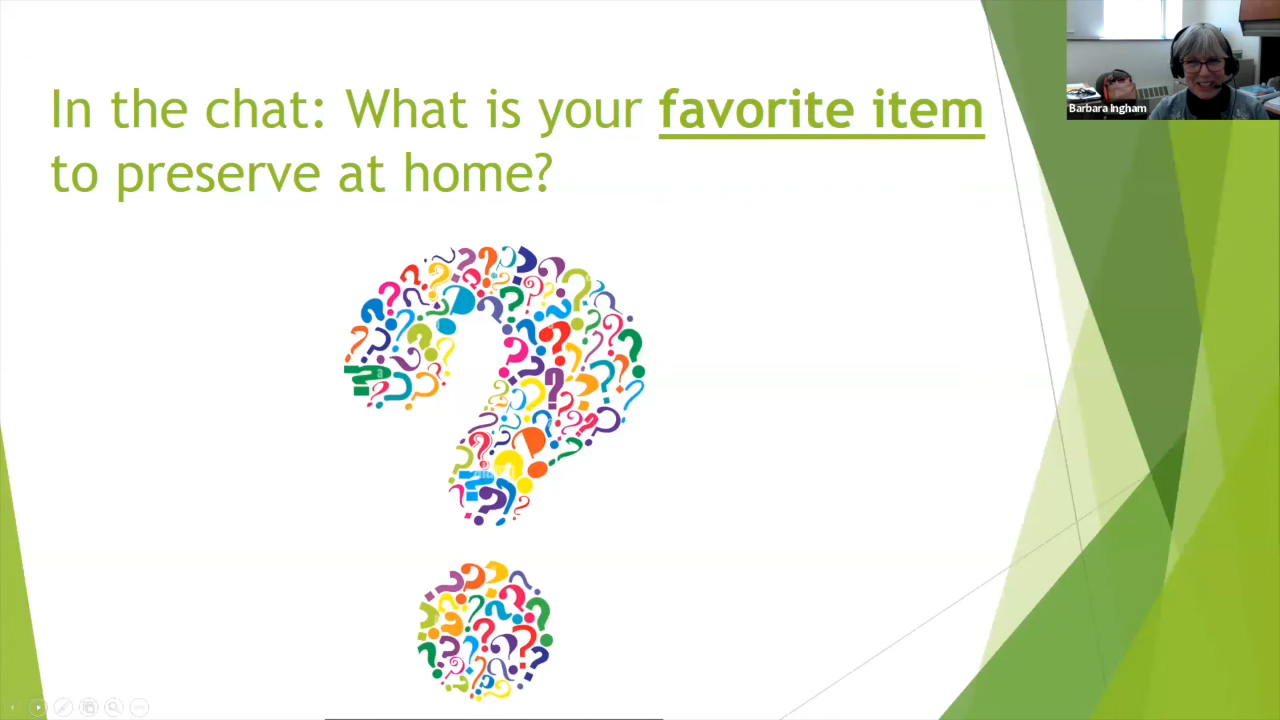 In the chat: What is your favorite item
to preserve at home?
Barbara Ingham